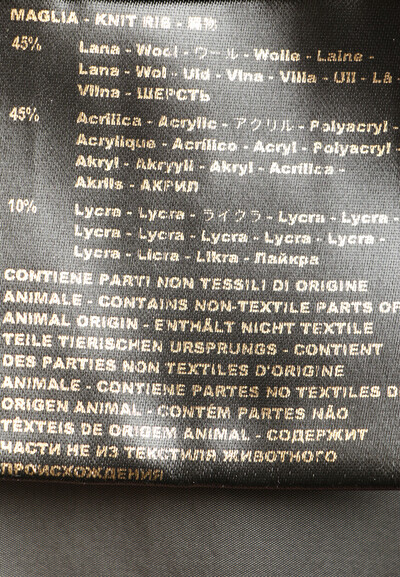 MAGLIA - KNIT RIB -
45% Lana - Wool - ウール - Wolle - Laine -
Lana - Wol - Uld - Vlna - Villa - Ull - Lã -
Vilna - ШЕРСТЬ
45% Acrilica - Acrylic - アクリル - Polyacryl -
Acrylique - Acrílico - Acryl - Polyacryl -
Akryl - Akryyli - Akryl - Acrílica -
Akrils - АКРИЛ
10% Lycra - Lycra - ライクラ - Lycra - Lycra -
Lycra - Lycra - Lycra - Lycra - Lycra -
Lycra - Licra - Likra - Лайкра
CONTIENE PARTI NON TESSILI DI ORIGINE
ANIMALE - CONTAINS NON-TEXTILE PARTS OF
ANIMAL ORIGIN - ENTHÄLT NICHT TEXTILE
TEILE TIERISCHEN URSPRUNGS - CONTIENT
DES PARTIES NON TEXTILES D'ORIGINE
ANIMALE - CONTIENE PARTES NO TEXTILES D
ORIGEN ANIMAL - CONTÉM PARTES NÃO
TÊXTEIS DE ORIGEM ANIMAL - СОДЕРЖИТ
ЧАСТИ НЕ ИЗ ТЕКСТИЛЯ ЖИВОТНОГО
ПРОИСХОЖДЕНИЯ